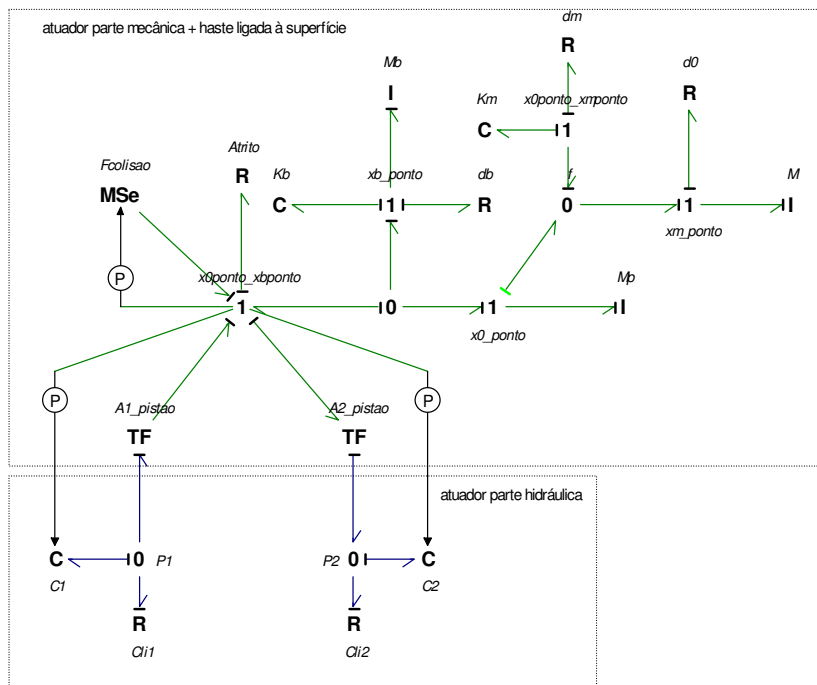 atuador parte mecânica + haste ligada à superfície
dm
R
Mb
I
Km
x0ponto_xmponto
d0
R
C
1
Fcolisao
MSe
Atrito
R
Kb
C
xb_ponto
1
db
R
f
0
1
xm_ponto
M
I
P
x0ponto_xbponto
1
0
1
x0_ponto
Mp
I
P
P
A1_pistao
TF
A2_pistao
TF
atuador parte hidráulica
C
C1
0
P1
P2
0
C
C2
R
Cli1
R
Cli2